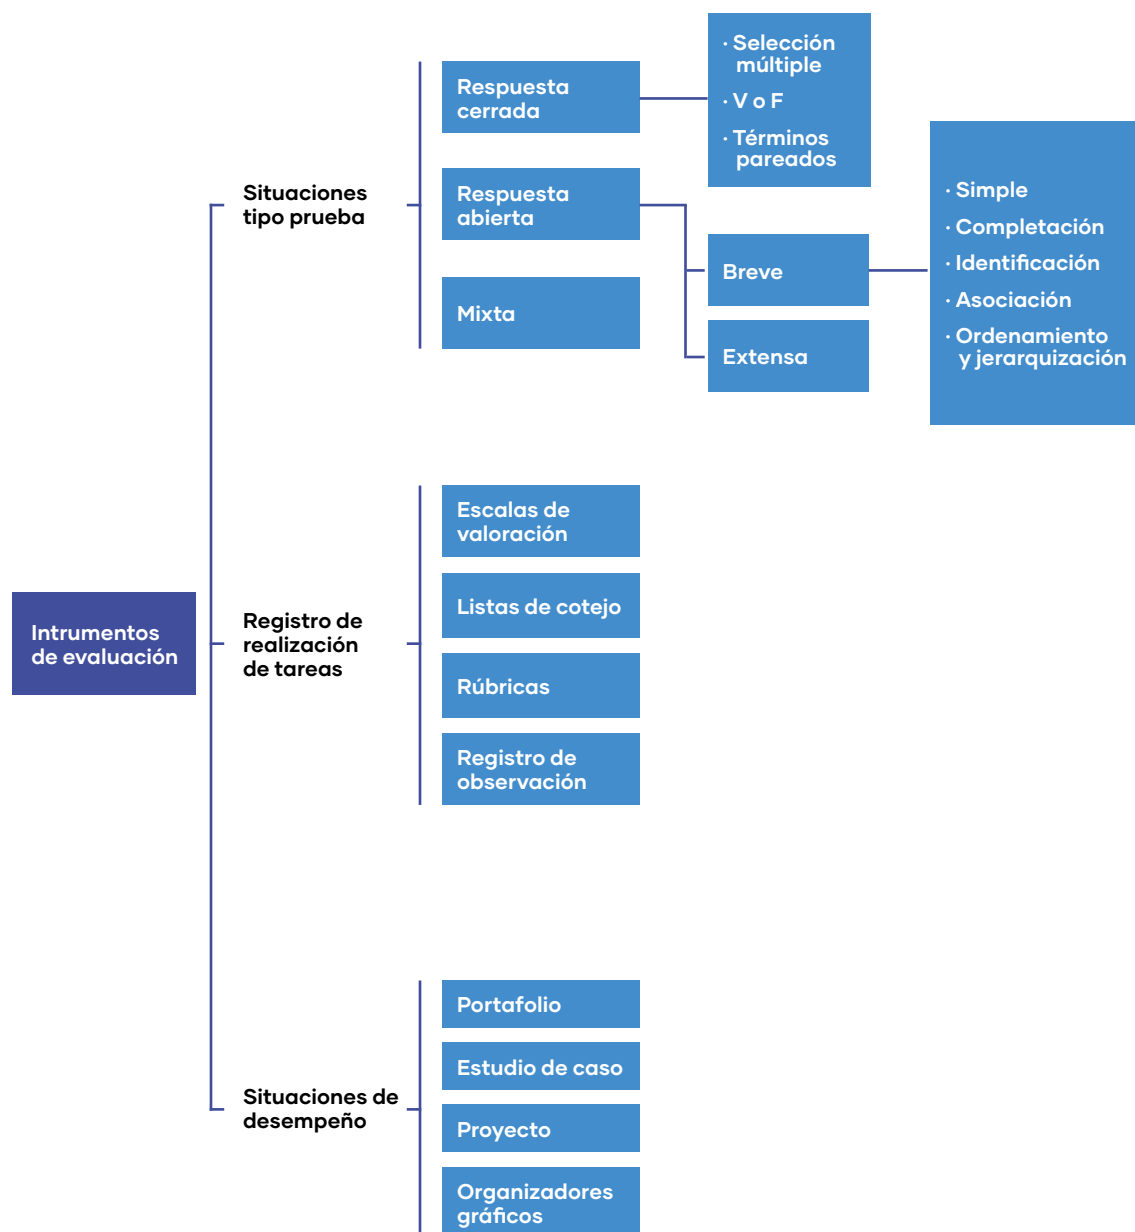 Intrumentos
de evaluación
Situaciones
tipo prueba
Respuesta
cerrada
· Selección
múltiple
· V o F
· Términos
pareados
Respuesta
abierta
Breve
· Simple
· Completación
· Identificación
· Asociación
· Ordenamiento
y jerarquización
Extensa
Mixta
Registro de
realización
de tareas
Escalas de
valoración
Listas de cotejo
Rúbricas
Registro de
observación
Situaciones de
desempeño
Portafolio
Estudio de caso
Proyecto
Organizadores
gráficos